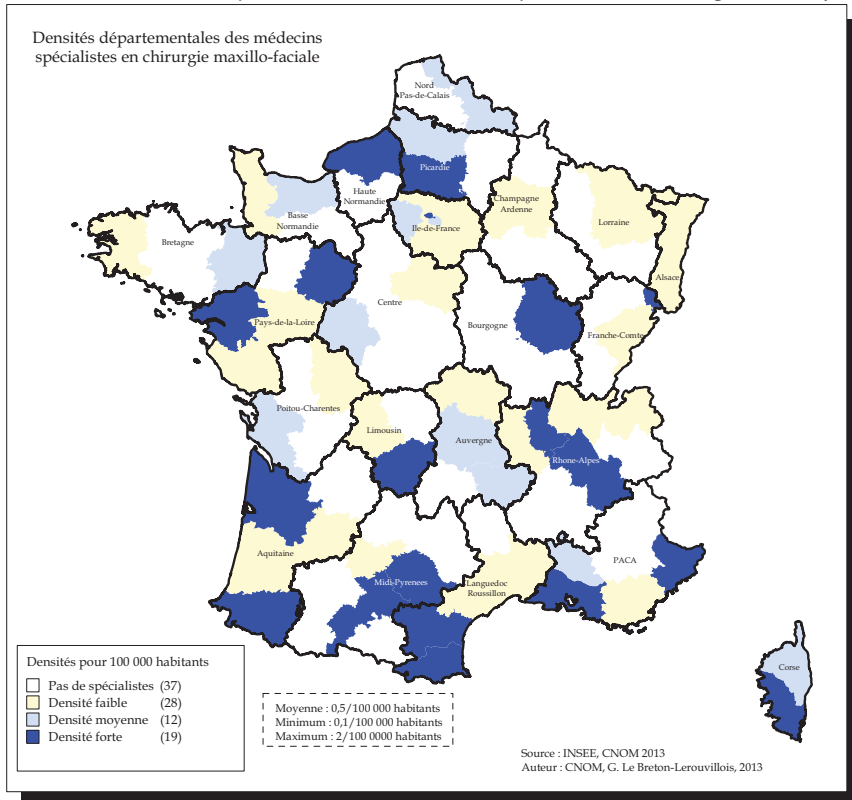 Densités départementales des médecins
spécialistes en chirurgie maxillo-faciale
Nord
Pas-de-Calais
Picardie
Haute
Normandie
Basse
Normandie
Champagne
Ardenne
Lorraine
Ile-de-France
Alsace
Bretagne
Centre
Pays-de-la-Loire
Bourgogne
Franche-Comte
Poitou-Charentes
Limousin
Auvergne
Rhone-Alpes
Aquitaine
PACA
Midi-Pyrenees
Languedoc
Roussillon
Corse
Densités pour 100 000 habitants
Pas de spécialistes (37)
Densité faible (28)
Densité moyenne (12)
Densité forte (19)
Moyenne : 0,5/100 000 habitants
Minimum : 0,1/100 000 habitants
Maximum : 2/100 0000 habitants
Source : INSEE, CNOM 2013
Auteur : CNOM, G. Le Breton-Lerouvillois, 2013